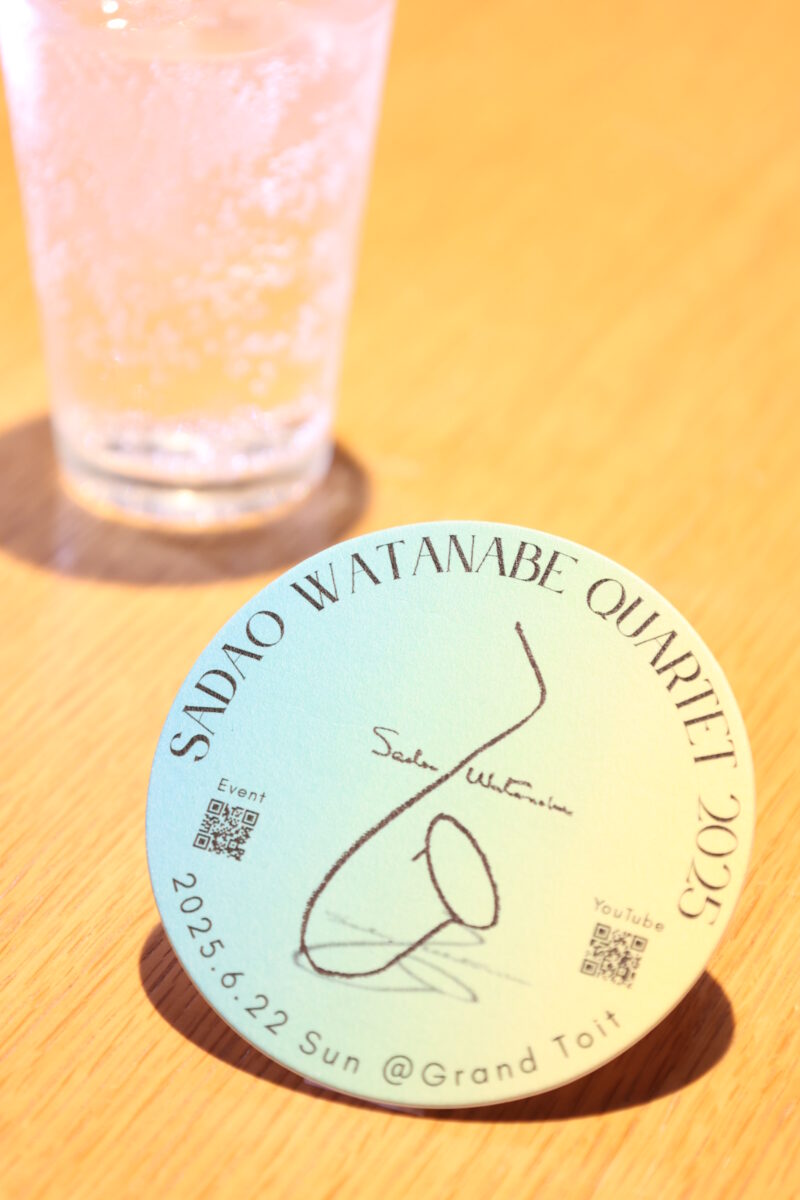 SADAO WATANABE QUARTET 2025
Sadao Watanabe
Event
YouTube
2025.6.22 Sun @Grand Toit